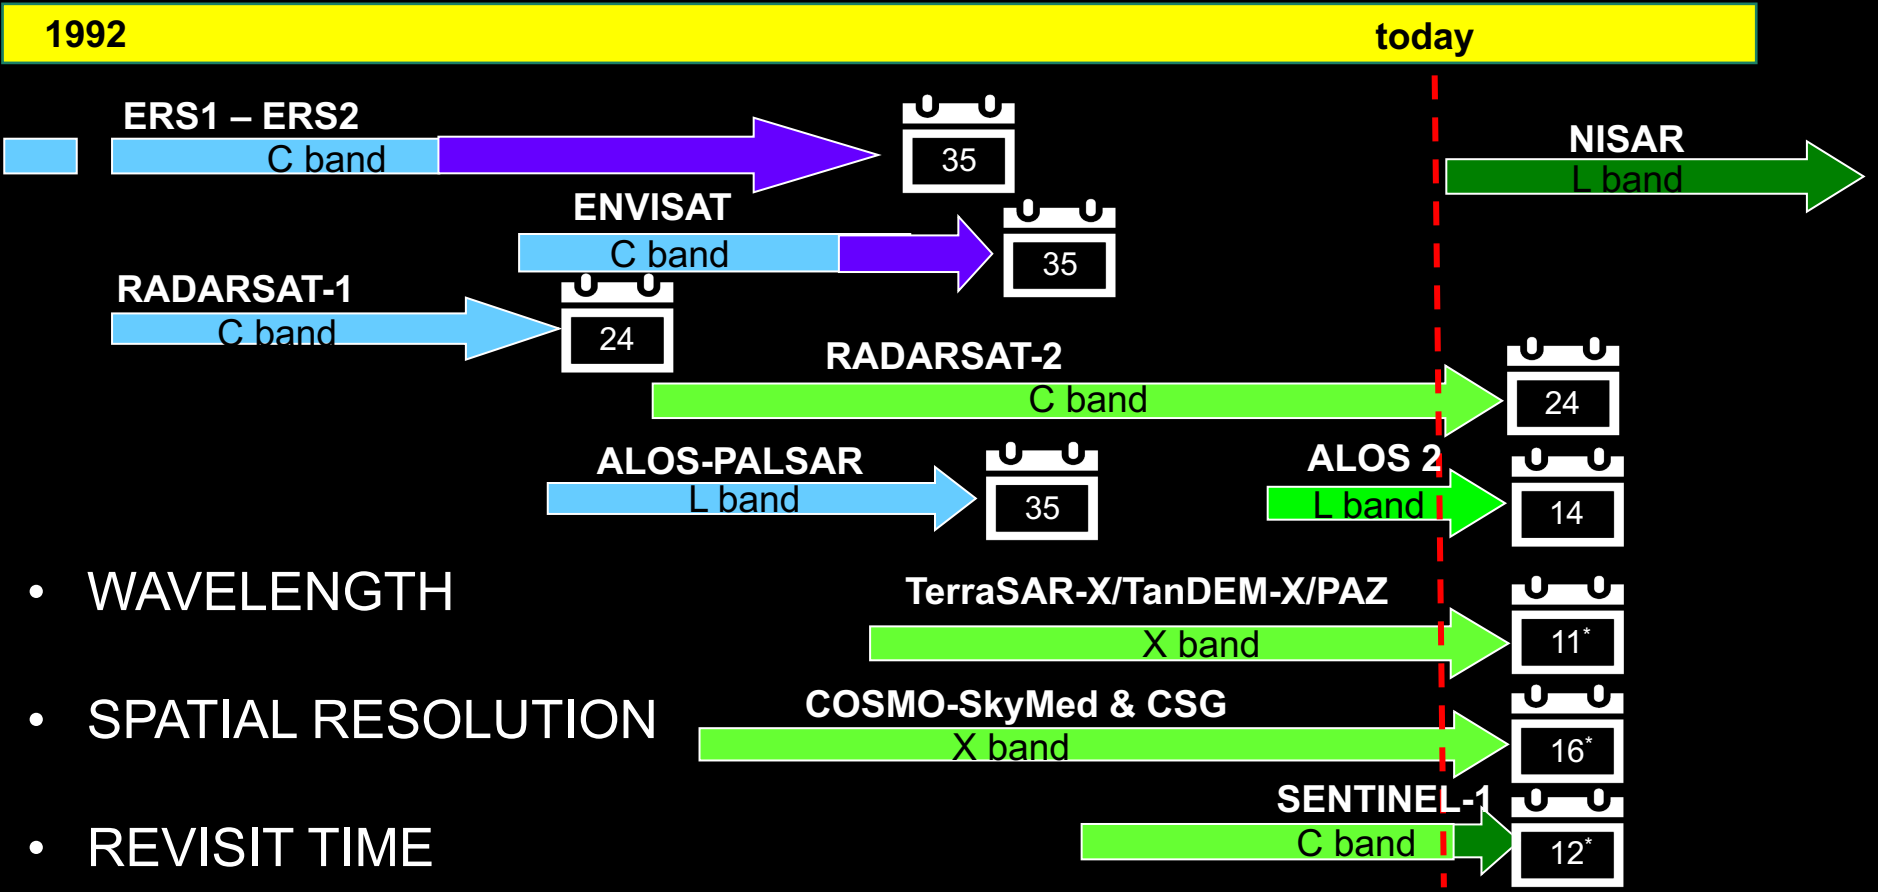 1992
today
ERS1 – ERS2
C band
35
NISAR
L band
ENVISAT
C band
35
RADARSAT-1
C band
24
RADARSAT-2
C band
24
ALOS-PALSAR
L band
35
ALOS 2
L band
14
• WAVELENGTH
TerraSAR-X/TanDEM-X/PAZ
X band
11*
• SPATIAL RESOLUTION
COSMO-SkyMed & CSG
X band
16*
SENTINEL-1
C band
12*
• REVISIT TIME